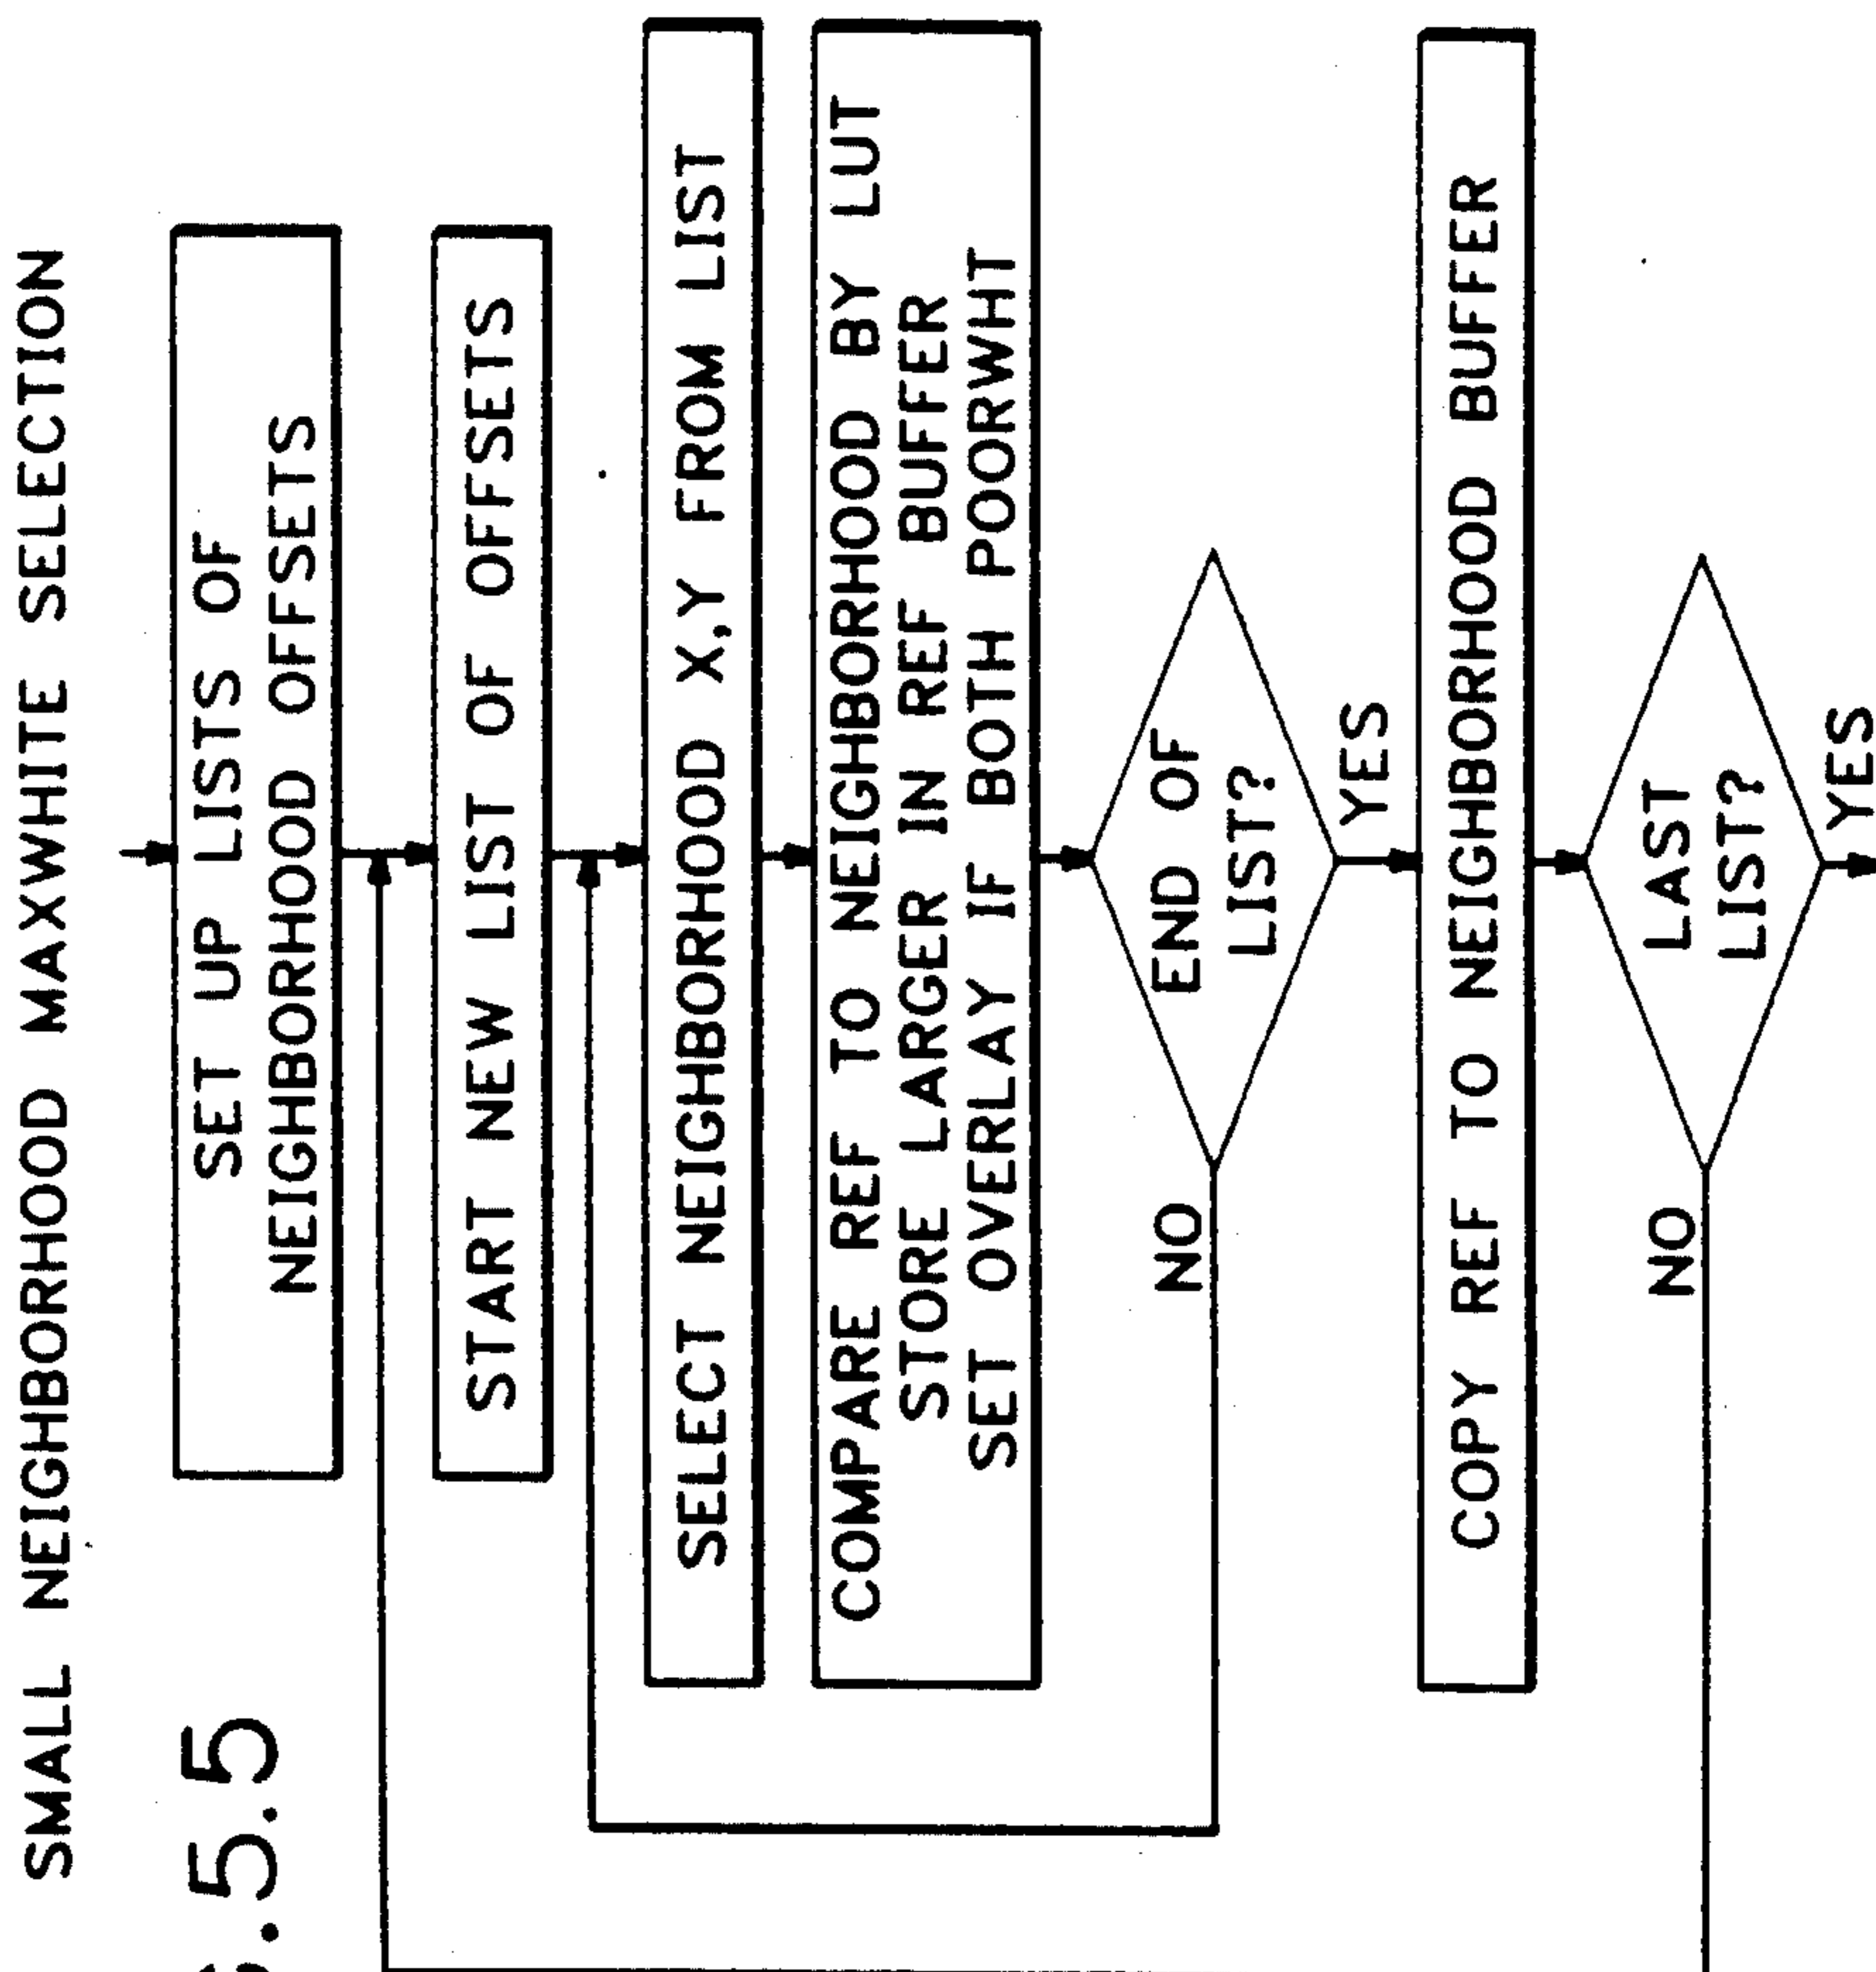 SMALL NEIGHBORHOOD MAXWHITE SELECTION
.5.5
SET UP LISTS OF
NEIGHBORHOOD OFFSETS
START NEW LIST OF OFFSETS
SELECT NEIGHBORHOOD X,Y FROM LIST
COMPARE REF TO NEIGHBORHOOD BY LUT
STORE LARGER IN REF BUFFER
SET OVERLAY IF BOTH POORWHT
END OF
LIST?
NO
YES
COPY REF TO NEIGHBORHOOD BUFFER
LAST
LIST?
NO
YES